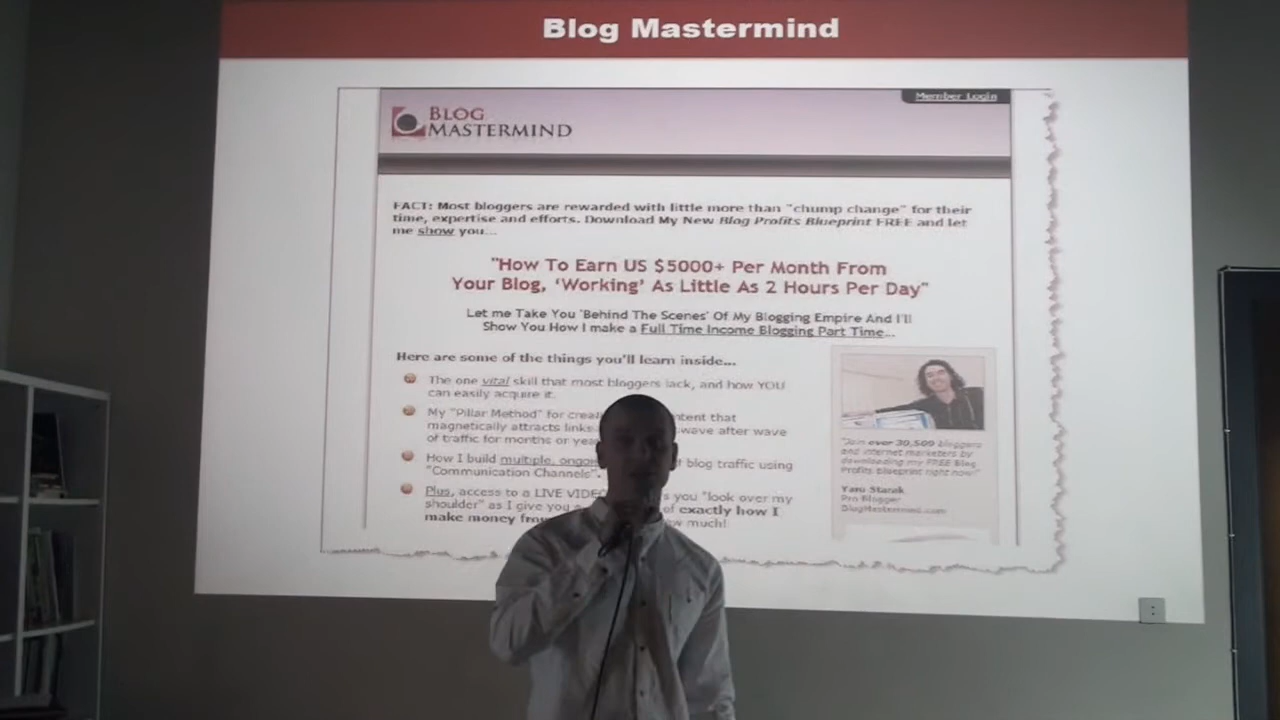 Blog Mastermind
Member Login
BLOG
MASTERMIND
FACT: Most bloggers are rewarded with little more than "chump change" for their
time, expertise and efforts. Download My New Blog Profits Blueprint FREE and let
me show you...
"How To Earn US $5000+ Per Month From
Your Blog, 'Working' As Little As 2 Hours Per Day"
Let me Take You 'Behind The Scenes' Of My Blogging Empire And I'll
Show You How I make a Full Time Income Blogging Part Time...
Here are some of the things you'll learn inside...
The one vital skill that most bloggers lack, and how YOU
can easily acquire it.
My "Pillar Method" for
magnetically attracts links wave after wave
of traffic for months or
How I build multiple, blog traffic using
"Communication Channels".
Plus, access to a LIVE you "look over my
shoulder" as I give you of exactly how I
make money much!
"Join over 30,509 bloggers
and internet marketers by
downloading my FREE Blog
Profits Blueprint right now!"
Yaro Starak
Pro Blogger
BlogMastermind.com